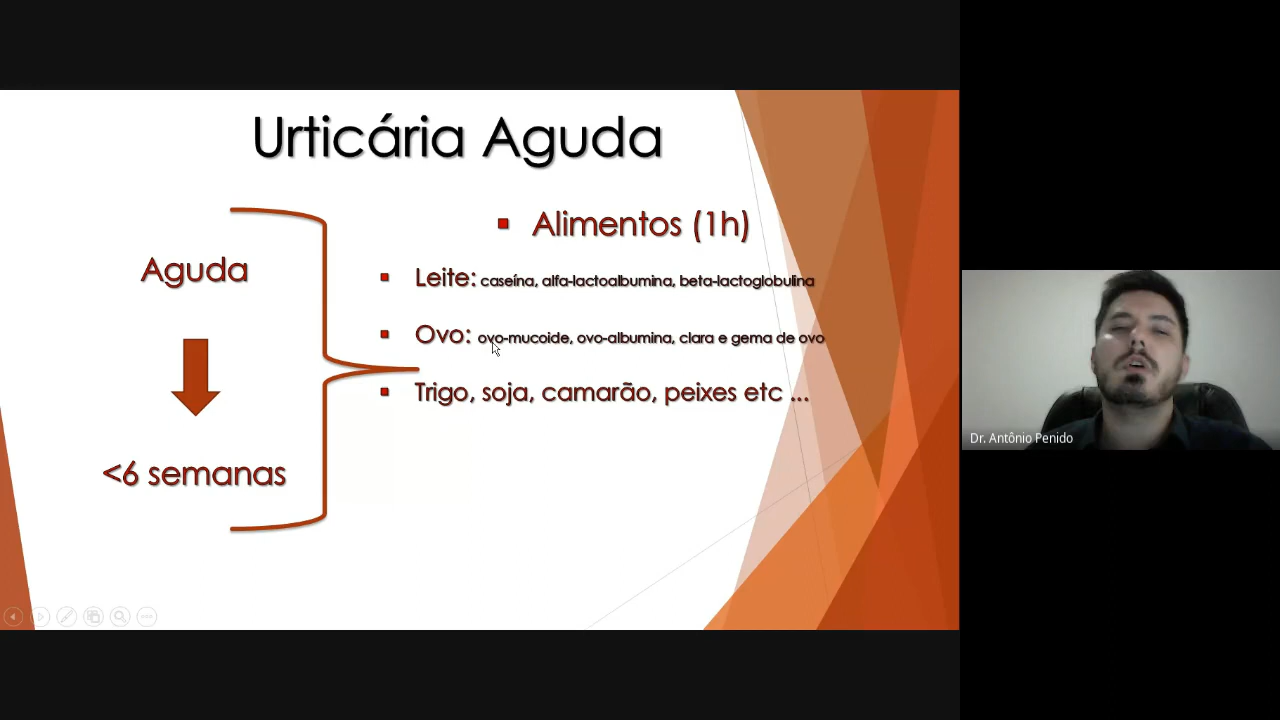 Urticária Aguda
Aguda
<6 semanas
Alimentos (1h)
Leite: caseína, alfa-lactoalbumina, beta-lactoglobulina
Ovo: ovo-mucoide, ovo-albumina, clara e gema de ovo
Trigo, soja, camarão, peixes etc ...
Dr. Antônio Penido